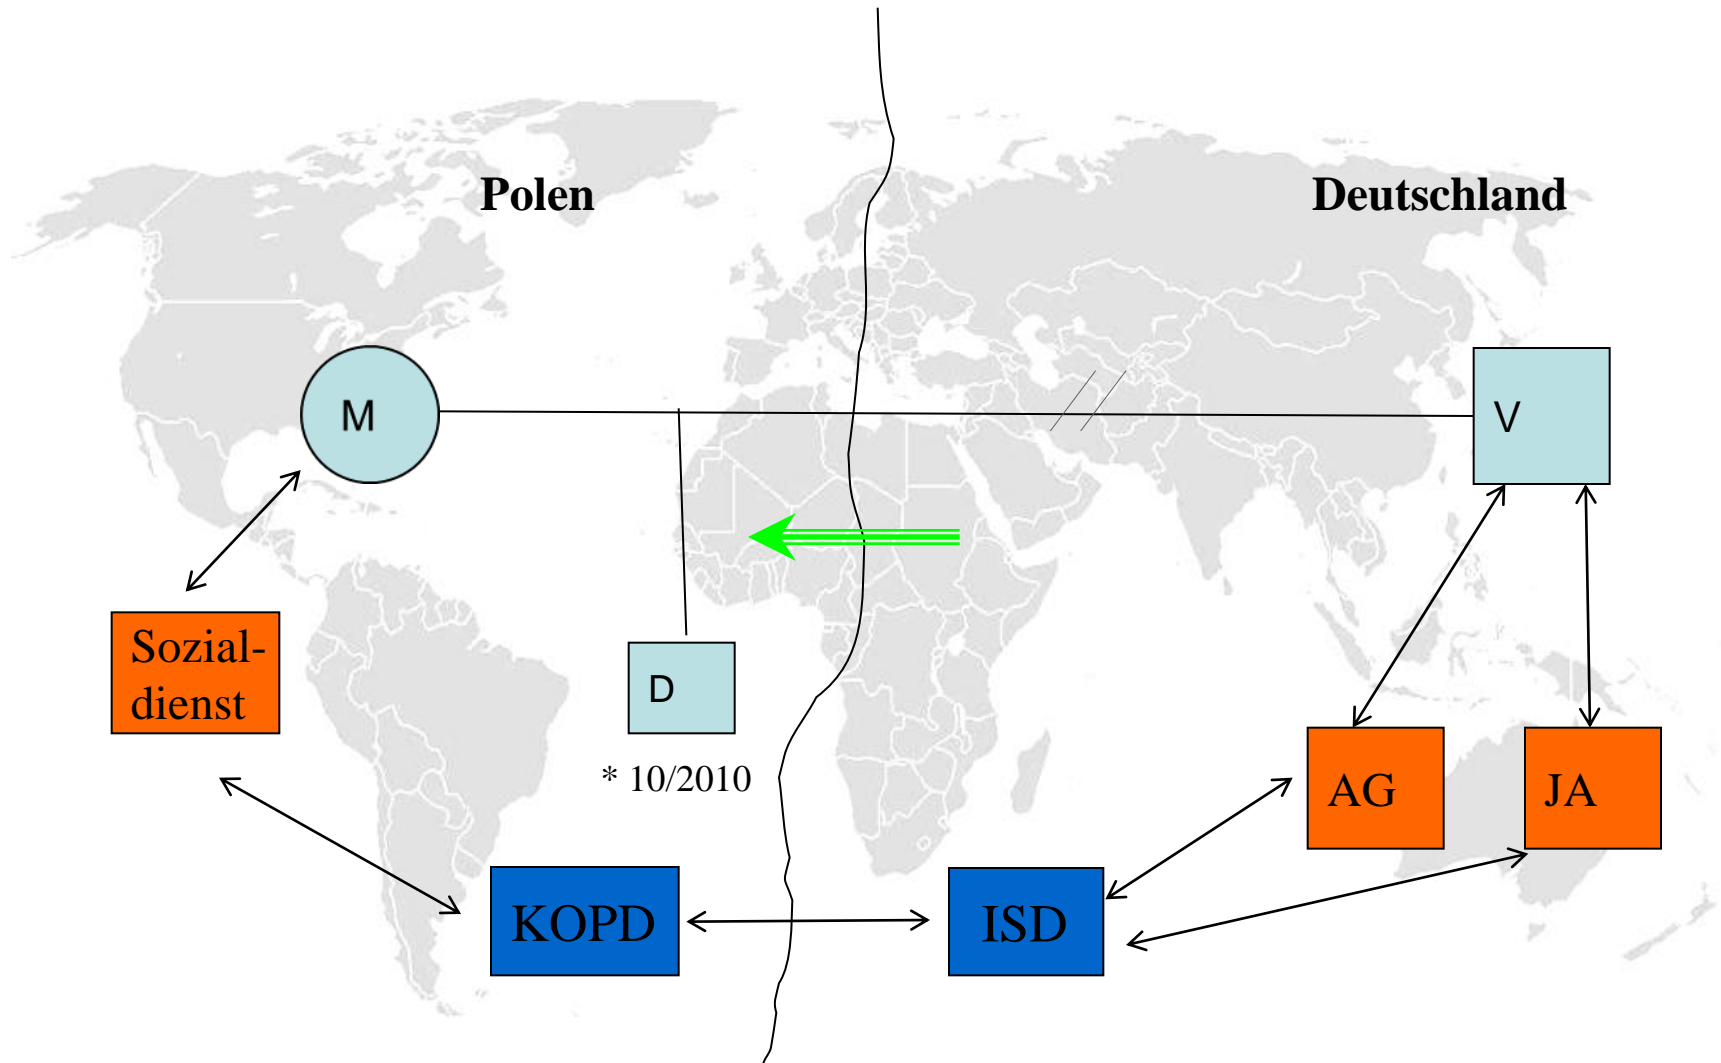 Polen
Deutschland
M
V
Sozial-
dienst
D
* 10/2010
AG
JA
KOPD
ISD